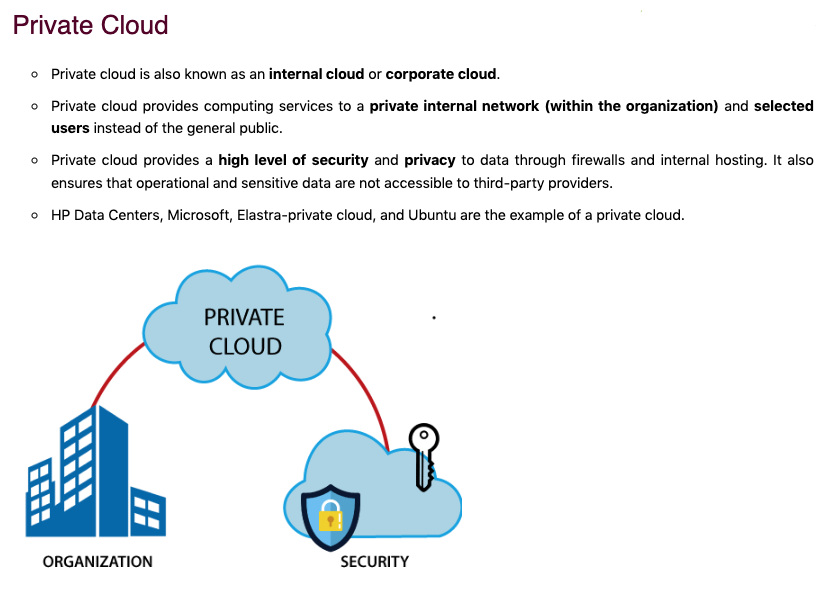 Private Cloud
Private cloud is also known as an internal cloud or corporate cloud.
Private cloud provides computing services to a private internal network (within the organization) and selected
users instead of the general public.
Private cloud provides a high level of security and privacy to data through firewalls and internal hosting. It also
ensures that operational and sensitive data are not accessible to third-party providers.
HP Data Centers, Microsoft, Elastra-private cloud, and Ubuntu are the example of a private cloud.
PRIVATE
CLOUD
ORGANIZATION
SECURITY